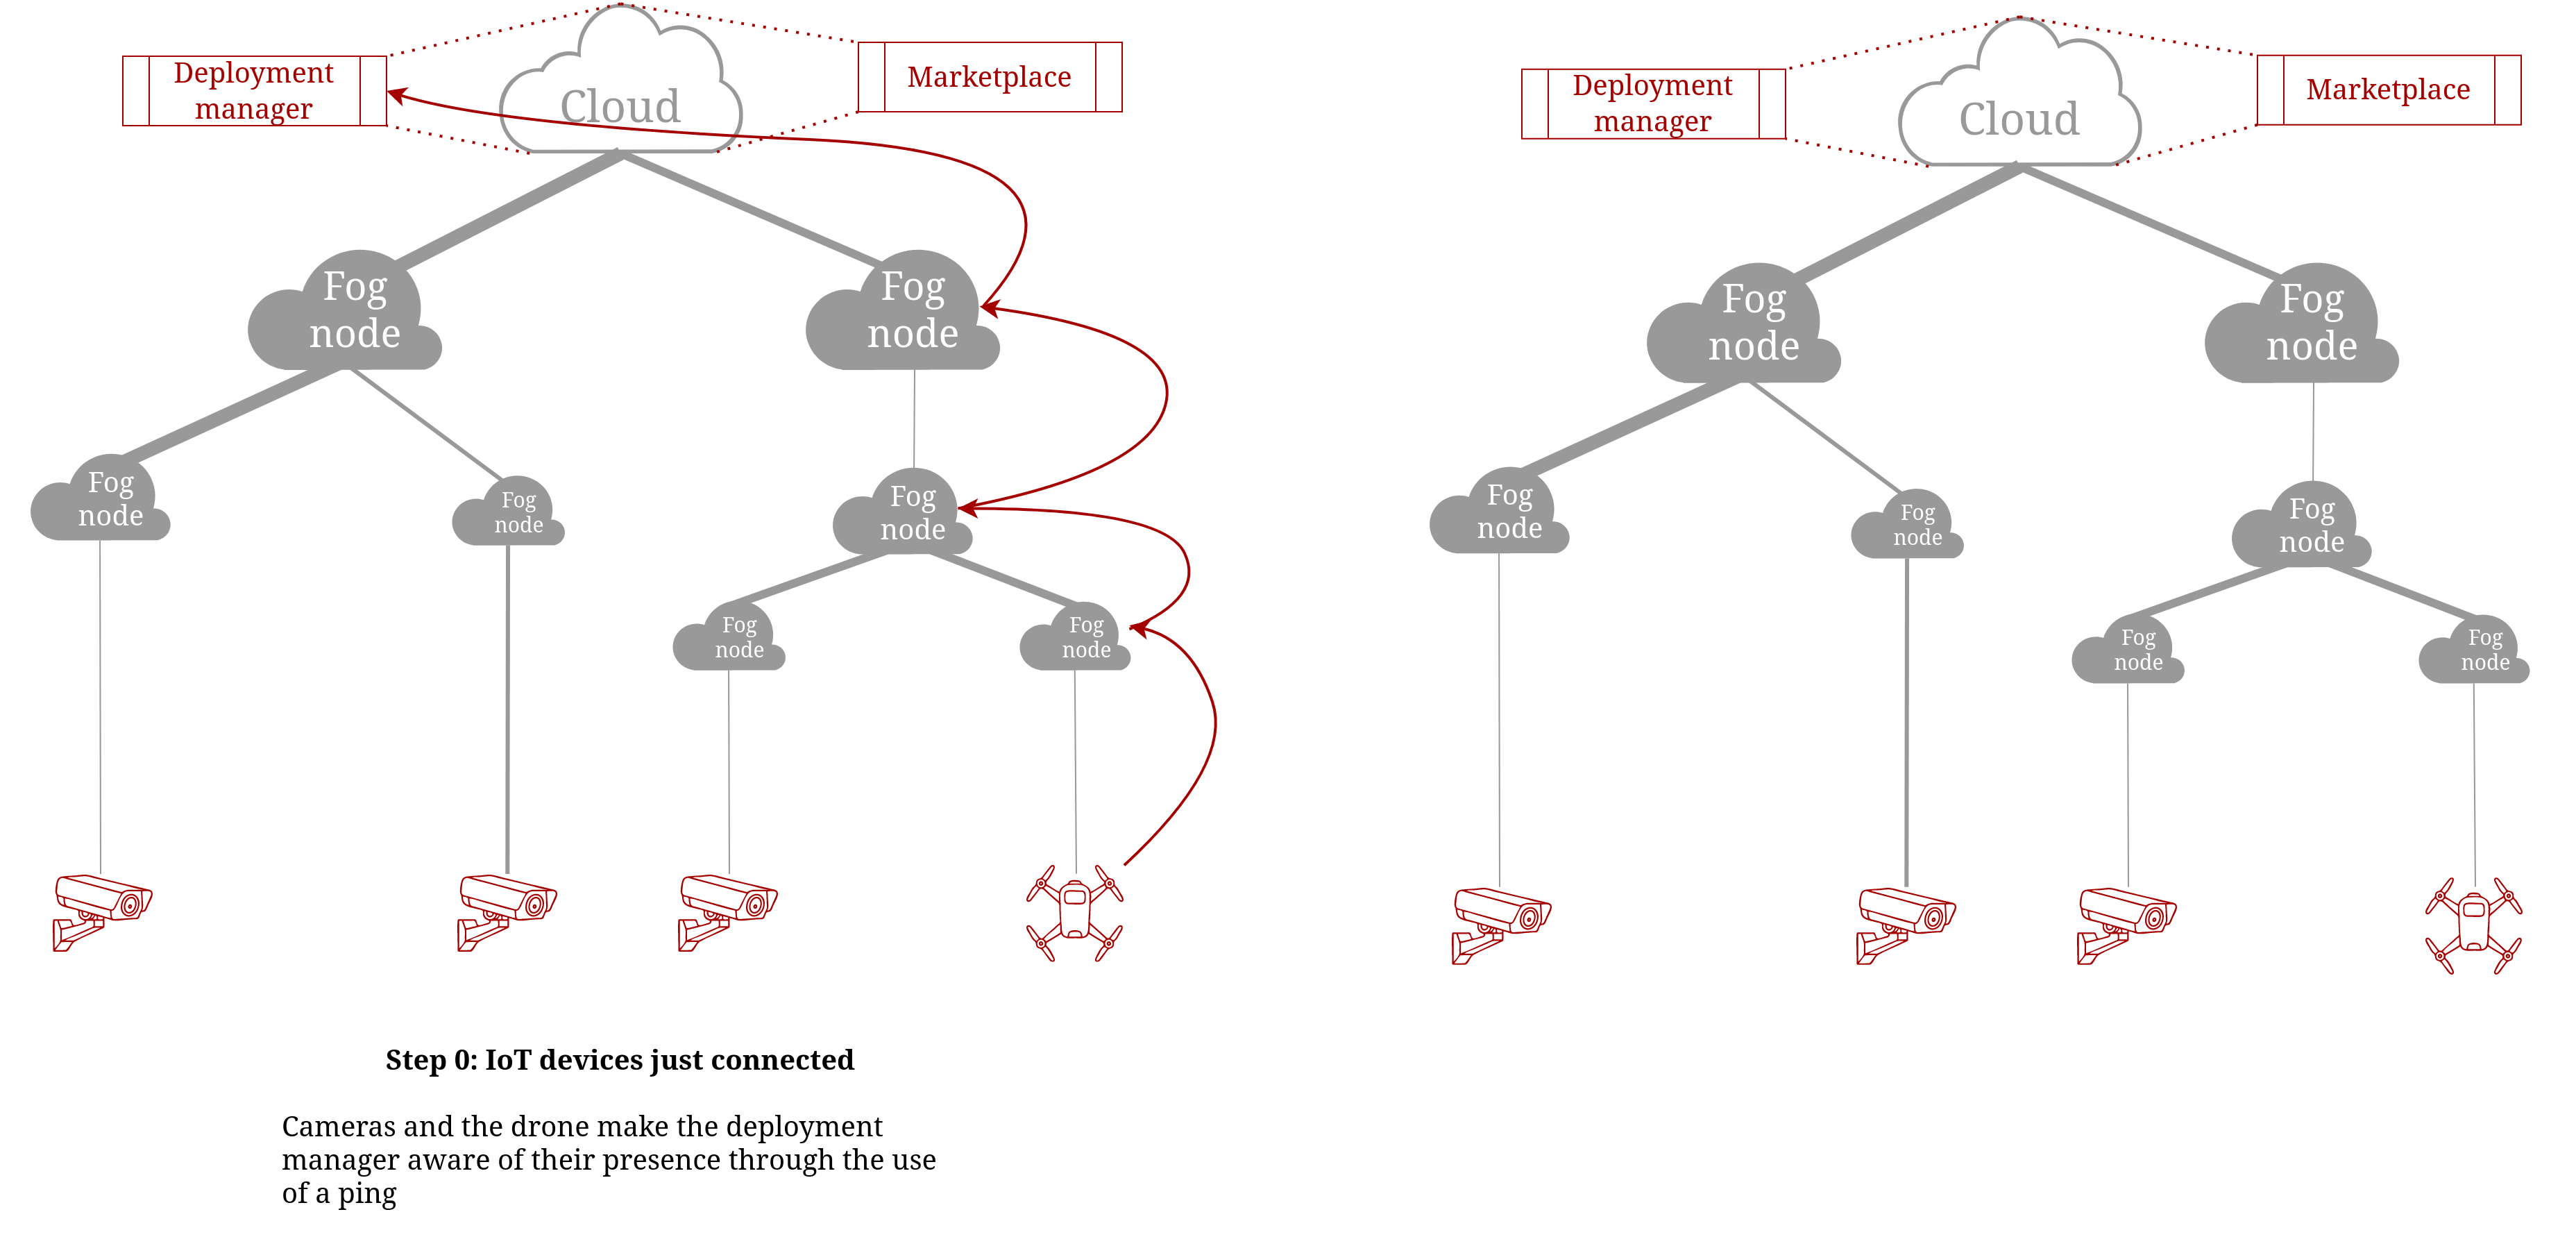 Deployment
manager
Cloud
Marketplace
Fog
node
Fog
node
Fog
node
Fog
node
Fog
node
Fog
node
Fog
node
Step 0: IoT devices just connected
Cameras and the drone make the deployment
manager aware of their presence through the use
of a ping
Deployment
manager
Cloud
Marketplace
Fog
node
Fog
node
Fog
node
Fog
node
Fog
node
Fog
node
Fog
node